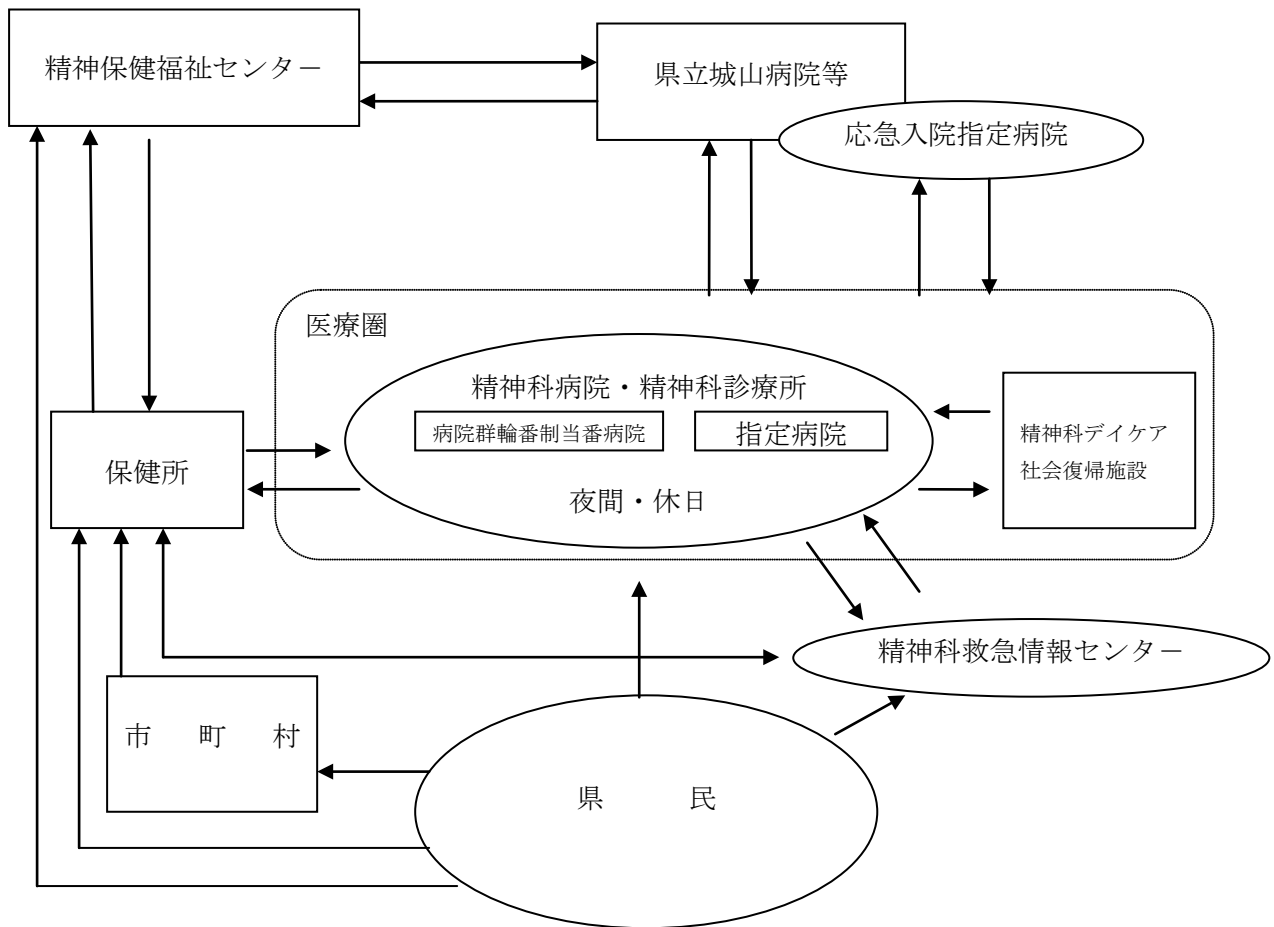 精神保健福祉センター
県立城山病院等
応急入院指定病院
医療圏
精神科病院・精神科診療所
病院群輪番制当番病院
指定病院
夜間・休日
精神科デイケア
社会復帰施設
保健所
精神科救急情報センター
市 町 村
県 民